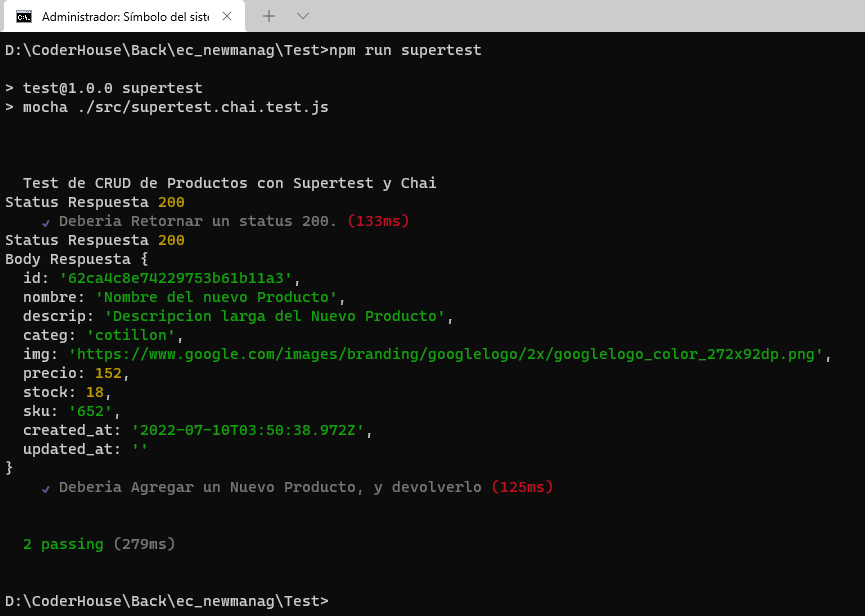 Administrador: Símbolo del sist
D:\CoderHouse\Back\ec_newmanag\Test>npm run supertest
> test@1.0.0 supertest
> mocha ./src/supertest.chai.test.js
Test de CRUD de Productos con Supertest y Chai
Status Respuesta 200
✓ Deberia Retornar un status 200. (133ms)
Status Respuesta 200
Body Respuesta {
id: '62ca4c8e74229753b61b11a3',
nombre: 'Nombre del nuevo Producto',
descrip: 'Descripcion larga del Nuevo Producto',
categ: 'cotillon',
img: 'https://www.google.com/images/branding/googlelogo/2x/googlelogo_color_272x92dp.png',
precio: 152,
stock: 18,
sku: '652',
created_at: '2022-07-10T03:50:38.972Z',
updated_at: ''
}
✓ Deberia Agregar un Nuevo Producto, y devolverlo (125ms)
2 passing (279ms)
D:\CoderHouse\Back\ec_newmanag\Test>